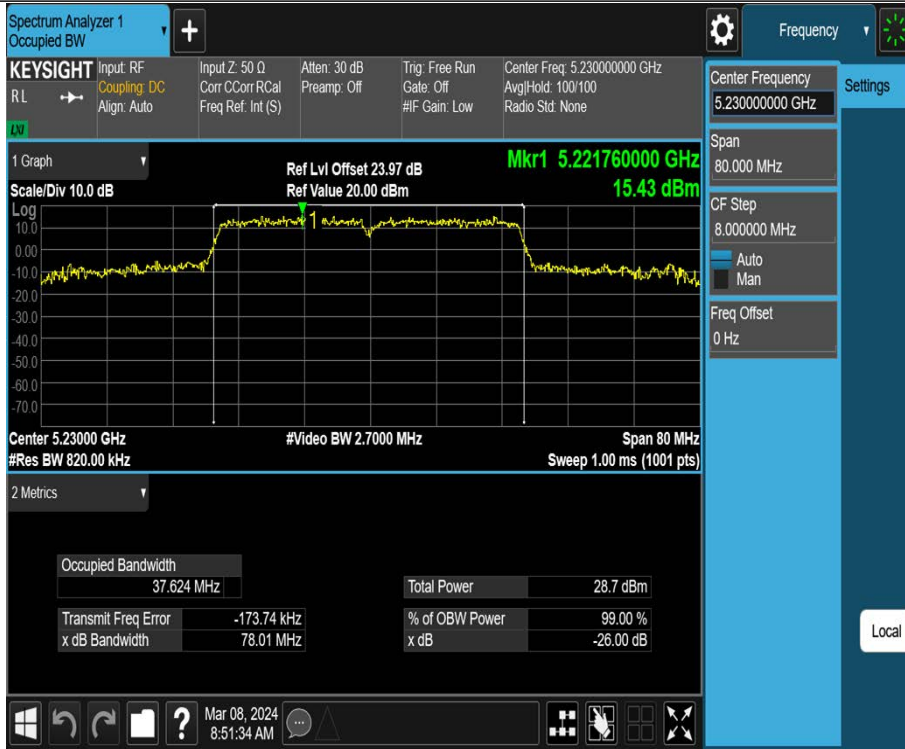 Spectrum Analyzer 1
Occupied BW
+
Frequency
KEYSIGHT Input: RF Input Z: 50 Ω Atten: 30 dB Trig: Free Run Center Freq: 5.230000000 GHz
RL Coupling: DC Corr CCorr RCal Preamp: Off Gate: Off Avg|Hold: 100/100
Align: Auto Freq Ref: Int (S) #IF Gain: Low Radio Std: None
LXI
Center Frequency
5.230000000 GHz
Settings
Span
80.000 MHz
CF Step
8.000000 MHz
Auto
Man
Freq Offset
0 Hz
Local
1 Graph
Ref Lvl Offset 23.97 dB
Mkr1 5.221760000 GHz
Scale/Div 10.0 dB
Ref Value 20.00 dBm
15.43 dBm
Log
1
10.0
0.00
-10.0
-20.0
-30.0
-40.0
-50.0
-60.0
-70.0
Center 5.23000 GHz #Video BW 2.7000 MHz Span 80 MHz
#Res BW 820.00 kHz Sweep 1.00 ms (1001 pts)
2 Metrics
Occupied Bandwidth
37.624 MHz Total Power 28.7 dBm
Transmit Freq Error -173.74 kHz % of OBW Power 99.00 %
x dB Bandwidth 78.01 MHz x dB -26.00 dB
?
Mar 08, 2024
8:51:34 AM